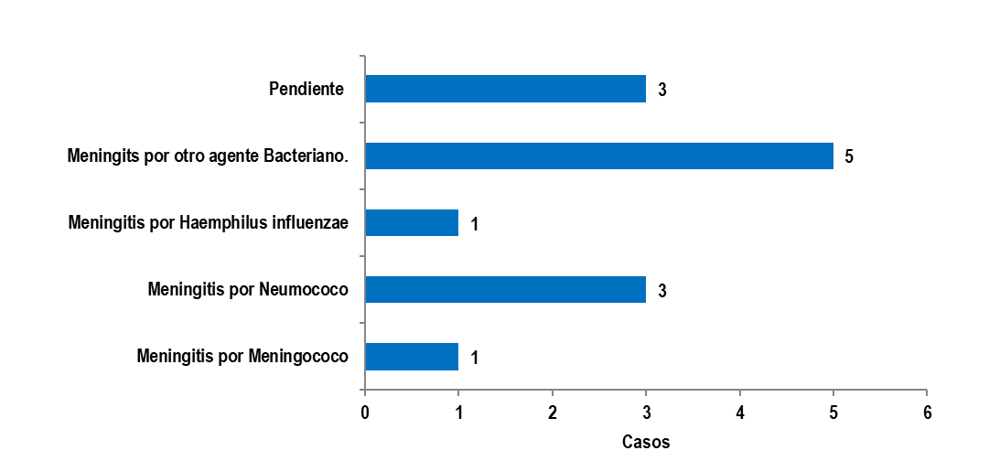 Pendiente
3
Meningits por otro agente Bacteriano.
5
Meningitis por Haemphilus influenzae
1
Meningitis por Neumococo
3
Meningitis por Meningococo
1
0 1 2 3 4 5 6
Casos